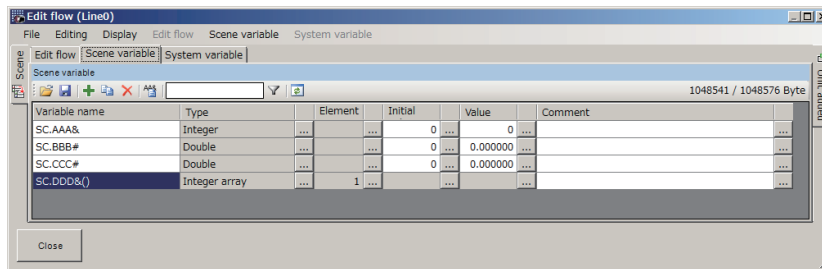 Edit flow (Line0)
File Editing Display Edit flow Scene variable System variable
Scene
Edit flow Scene variable System variable
Scene variable
1048541 / 1048576 Byte
Variable name Type Element Initial Value Comment
SC.AAA& Integer ... ... 0 ... 0 ... ...
SC.BBB# Double ... ... 0 ... 0.000000 ... ...
SC.CCC# Double ... ... 0 ... 0.000000 ... ...
SC.DDD&() Integer array ... 1 ... ... ... ...
Close